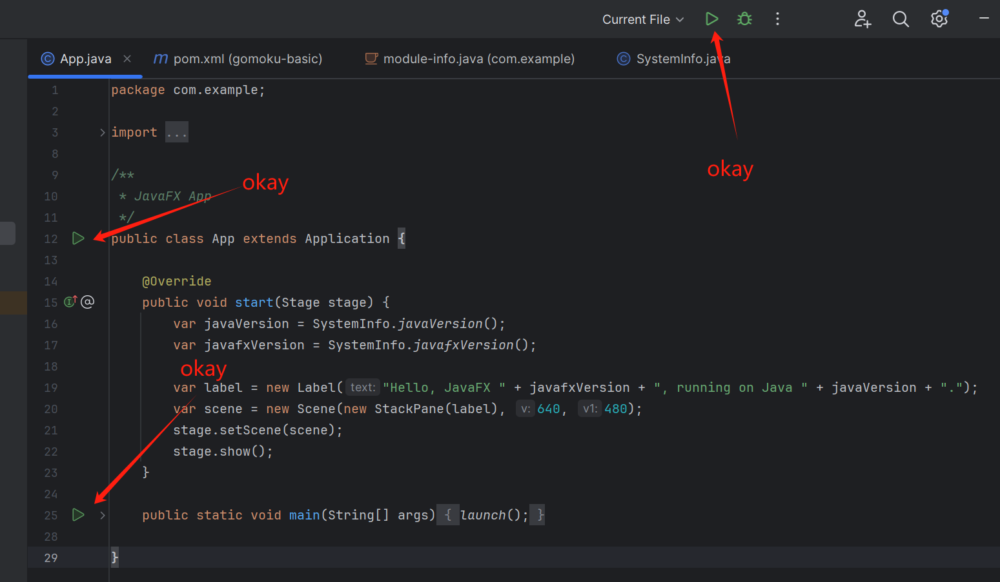 Current File
App.java
pom.xml (gomoku-basic)
module-info.java (com.example)
SystemInfo.java
1 package com.example;
2
3 import ...
8
9 /**
okay
okay
10 * JavaFX App
11 */
12 public class App extends Application {
13
14 @Override
15 public void start(Stage stage) {
16 var javaVersion = SystemInfo.javaVersion();
17 var javafxVersion = SystemInfo.javafxVersion();
18
okay
19 var label = new Label( text: "Hello, JavaFX " + javafxVersion + ", running on Java " + javaVersion + ".");
20 var scene = new Scene(new StackPane(label), v: 640, v1: 480);
21 stage.setScene(scene);
22 stage.show();
23 }
24
25 public static void main(String[] args) { launch(); }
28
29 }